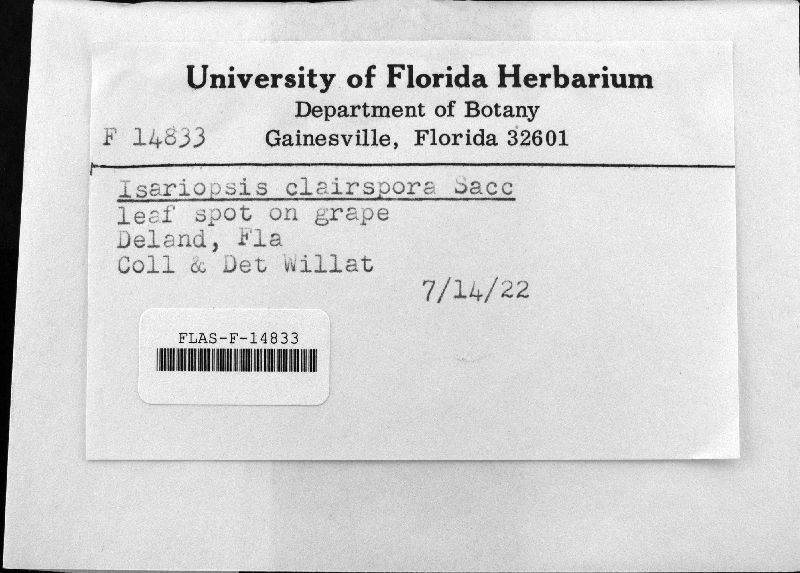 University of Florida Herbarium
Department of Botany
F 14833 Gainesville, Florida 32601
Isariopsis clairspora Sacc
leaf spot on grape
Deland, Fla
Coll & Det Willat
7/14/22
FLAS-F-14833